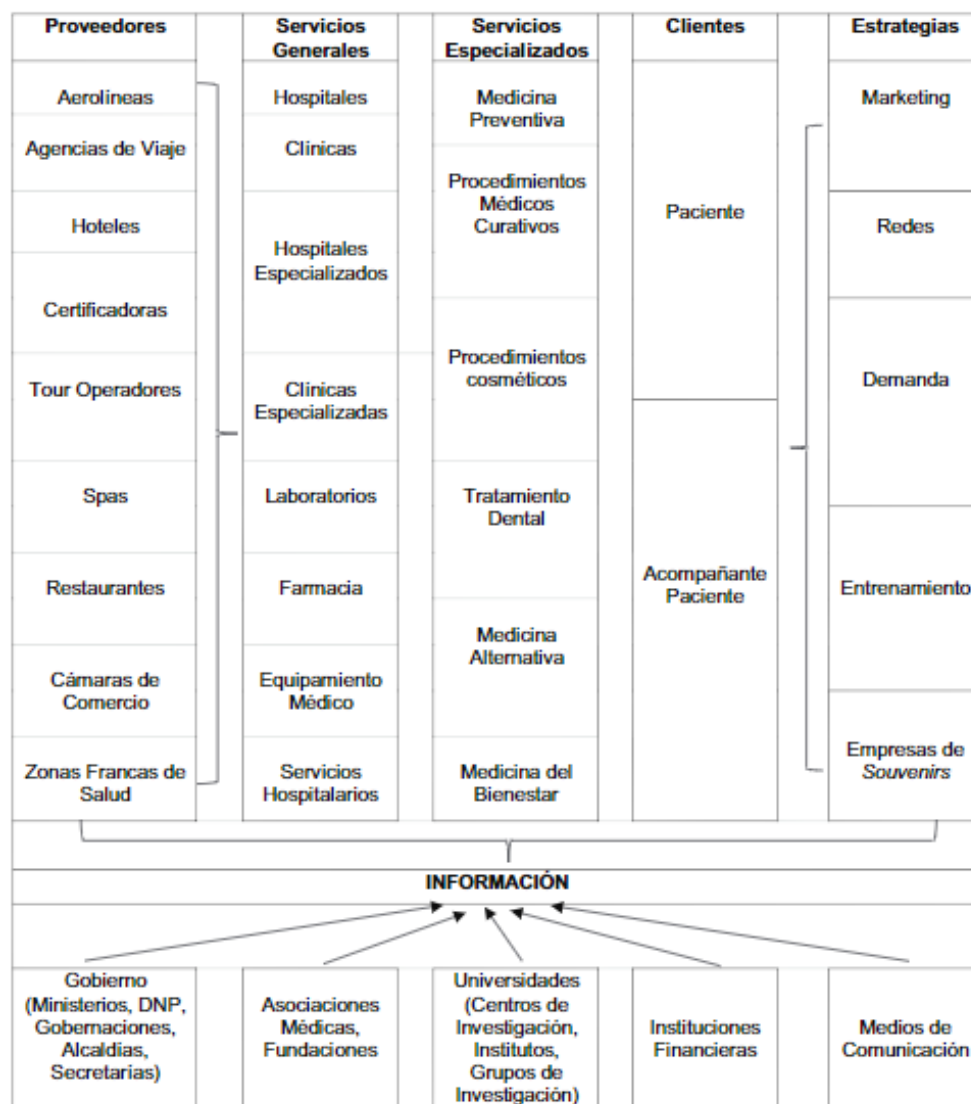 Proveedores
Servicios
Generales
Servicios
Especializados
Clientes
Estrategias
Aerolíneas
Agencias de Viaje
Hoteles
Certificadoras
Tour Operadores
Spas
Restaurantes
Cámaras de
Comercio
Zonas Francas de
Salud
Hospitales
Clínicas
Hospitales
Especializados
Clínicas
Especializadas
Laboratorios
Farmacia
Equipamiento
Médico
Servicios
Hospitalarios
Medicina
Preventiva
Procedimientos
Médicos
Curativos
Procedimientos
cosméticos
Tratamiento
Dental
Medicina
Alternativa
Medicina del
Bienestar
Paciente
Acompañante
Paciente
Marketing
Redes
Demanda
Entrenamiento
Empresas de
Souvenirs
INFORMACIÓN
Gobierno
(Ministerios, DNP,
Gobernaciones,
Alcaldías,
Secretarias)
Asociaciones
Médicas,
Fundaciones
Universidades
(Centros de
Investigación,
Institutos,
Grupos de
Investigación)
Instituciones
Financieras
Medios de
Comunicación